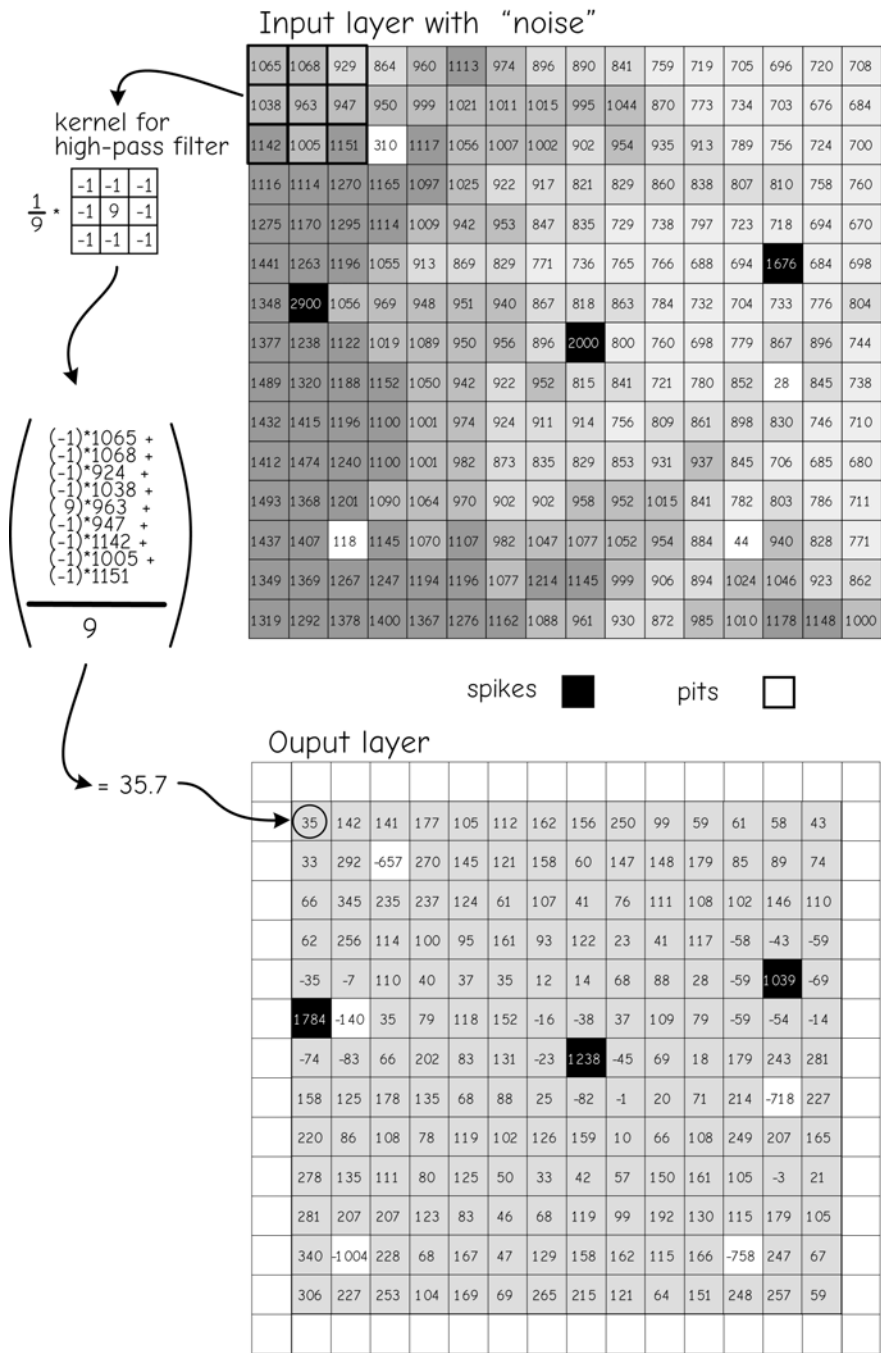 Input layer with "noise"
1065 1068 929 864 960 1113 974 896 890 841 759 719 705 696 720 708
1038 963 947 950 999 1021 1011 1015 995 1044 870 773 734 703 676 684
1142 1005 1151 310 1117 1056 1007 1002 902 954 935 913 789 756 724 700
1116 1114 1270 1165 1097 1025 922 917 821 829 860 838 807 810 758 760
1275 1170 1295 1114 1009 942 953 847 835 729 738 797 723 718 694 670
1441 1263 1196 1055 913 869 829 771 736 765 766 688 694 1676 684 698
1348 2900 1056 969 948 951 940 867 818 863 784 732 704 733 776 804
1377 1238 1122 1019 1089 950 956 896 2000 800 760 698 779 867 896 744
1489 1320 1188 1152 1050 942 922 952 815 841 721 780 852 28 845 738
1432 1415 1196 1100 1001 974 924 911 914 756 809 861 898 830 746 710
1412 1474 1240 1100 1001 982 873 835 829 853 931 937 845 706 685 680
1493 1368 1201 1090 1064 970 902 902 958 952 1015 841 782 803 786 711
1437 1407 118 1145 1070 1107 982 1047 1077 1052 954 884 44 940 828 771
1349 1369 1267 1247 1194 1196 1077 1214 1145 999 906 894 1024 1046 923 862
1319 1292 1378 1400 1367 1276 1162 1088 961 930 872 985 1010 1178 1148 1000
kernel for
high-pass filter
1/9 *
-1 -1 -1
-1 9 -1
-1 -1 -1
(-1)*1065 +
(-1)*1068 +
(-1)*924 +
(-1)*1038 +
( 9)*963 +
(-1)*947 +
(-1)*1142 +
(-1)*1005 +
(-1)*1151
9
= 35.7
spikes
pits
Ouput layer
35 142 141 177 105 112 162 156 250 99 59 61 58 43
33 292 -657 270 145 121 158 60 147 148 179 85 89 74
66 345 235 237 124 61 107 41 76 111 108 102 146 110
62 256 114 100 95 161 93 122 23 41 117 -58 -43 -59
-35 -7 110 40 37 35 12 14 68 88 28 -59 1039 -69
1784 -140 35 79 118 152 -16 -38 37 109 79 -59 -54 -14
-74 -83 66 202 83 131 -23 1238 -45 69 18 179 243 281
158 125 178 135 68 88 25 -82 -1 20 71 214 -718 227
220 86 108 78 119 102 126 159 10 66 108 249 207 165
278 135 111 80 125 50 33 42 57 150 161 105 -3 21
281 207 207 123 83 46 68 119 99 192 130 115 179 105
340 -1004 228 68 167 47 129 158 162 115 166 -758 247 67
306 227 253 104 169 69 265 215 121 64 151 248 257 59